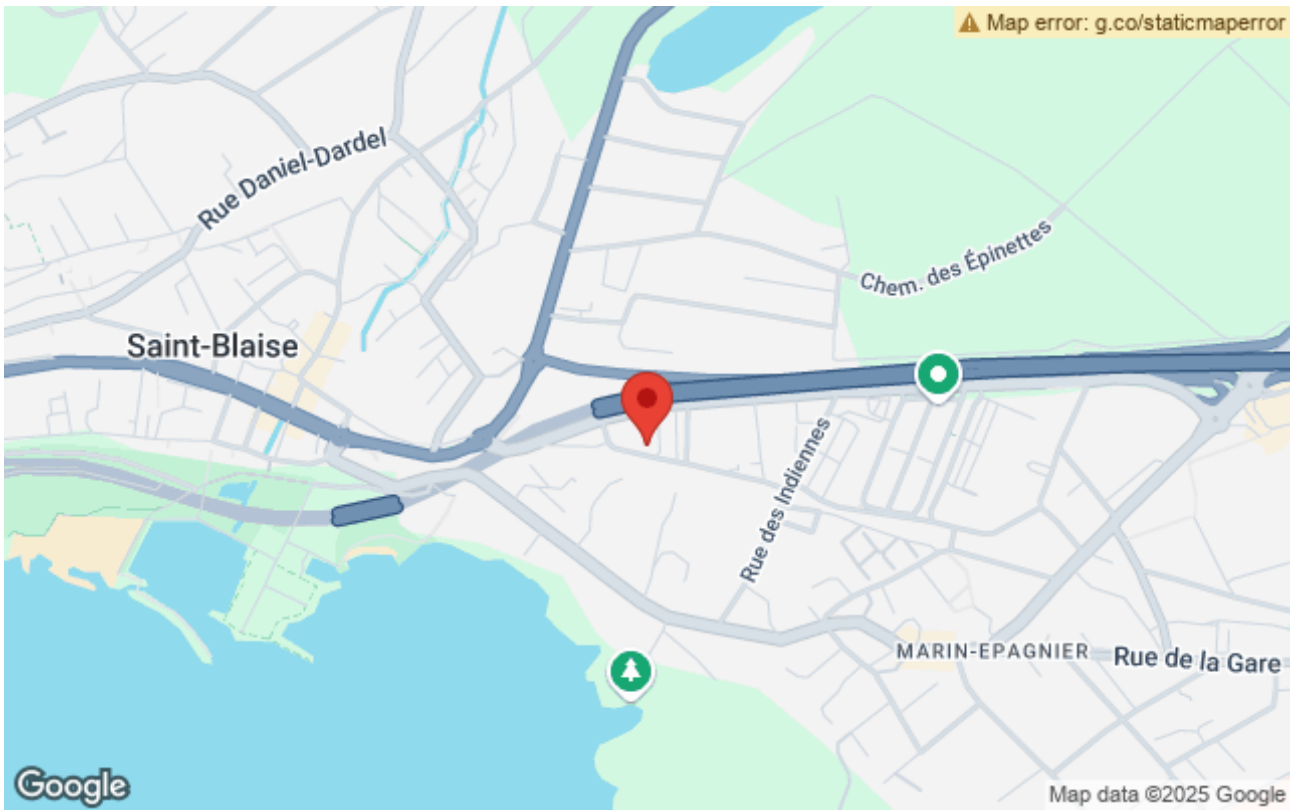 Map error: g.co/staticmaperror
Rue Daniel-Dardel
Chem. des Épinettes
Saint-Blaise
Rue des Indiennes
MARIN-EPAGNIER
Rue de la Gare
Google
Map data ©2025 Google